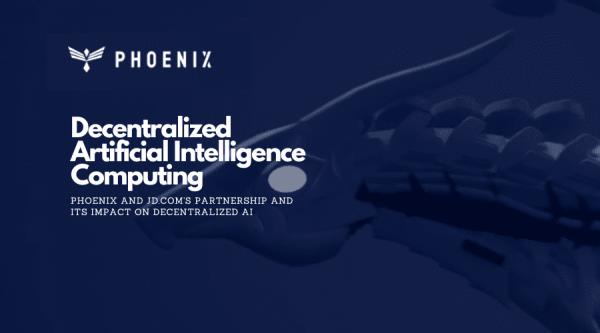 PHOENIX
Decentralized
Artificial Intelligence
Computing
PHOENIX AND JD.COM'S PARTNERSHIP AND
ITS IMPACT ON DECENTRALIZED AI